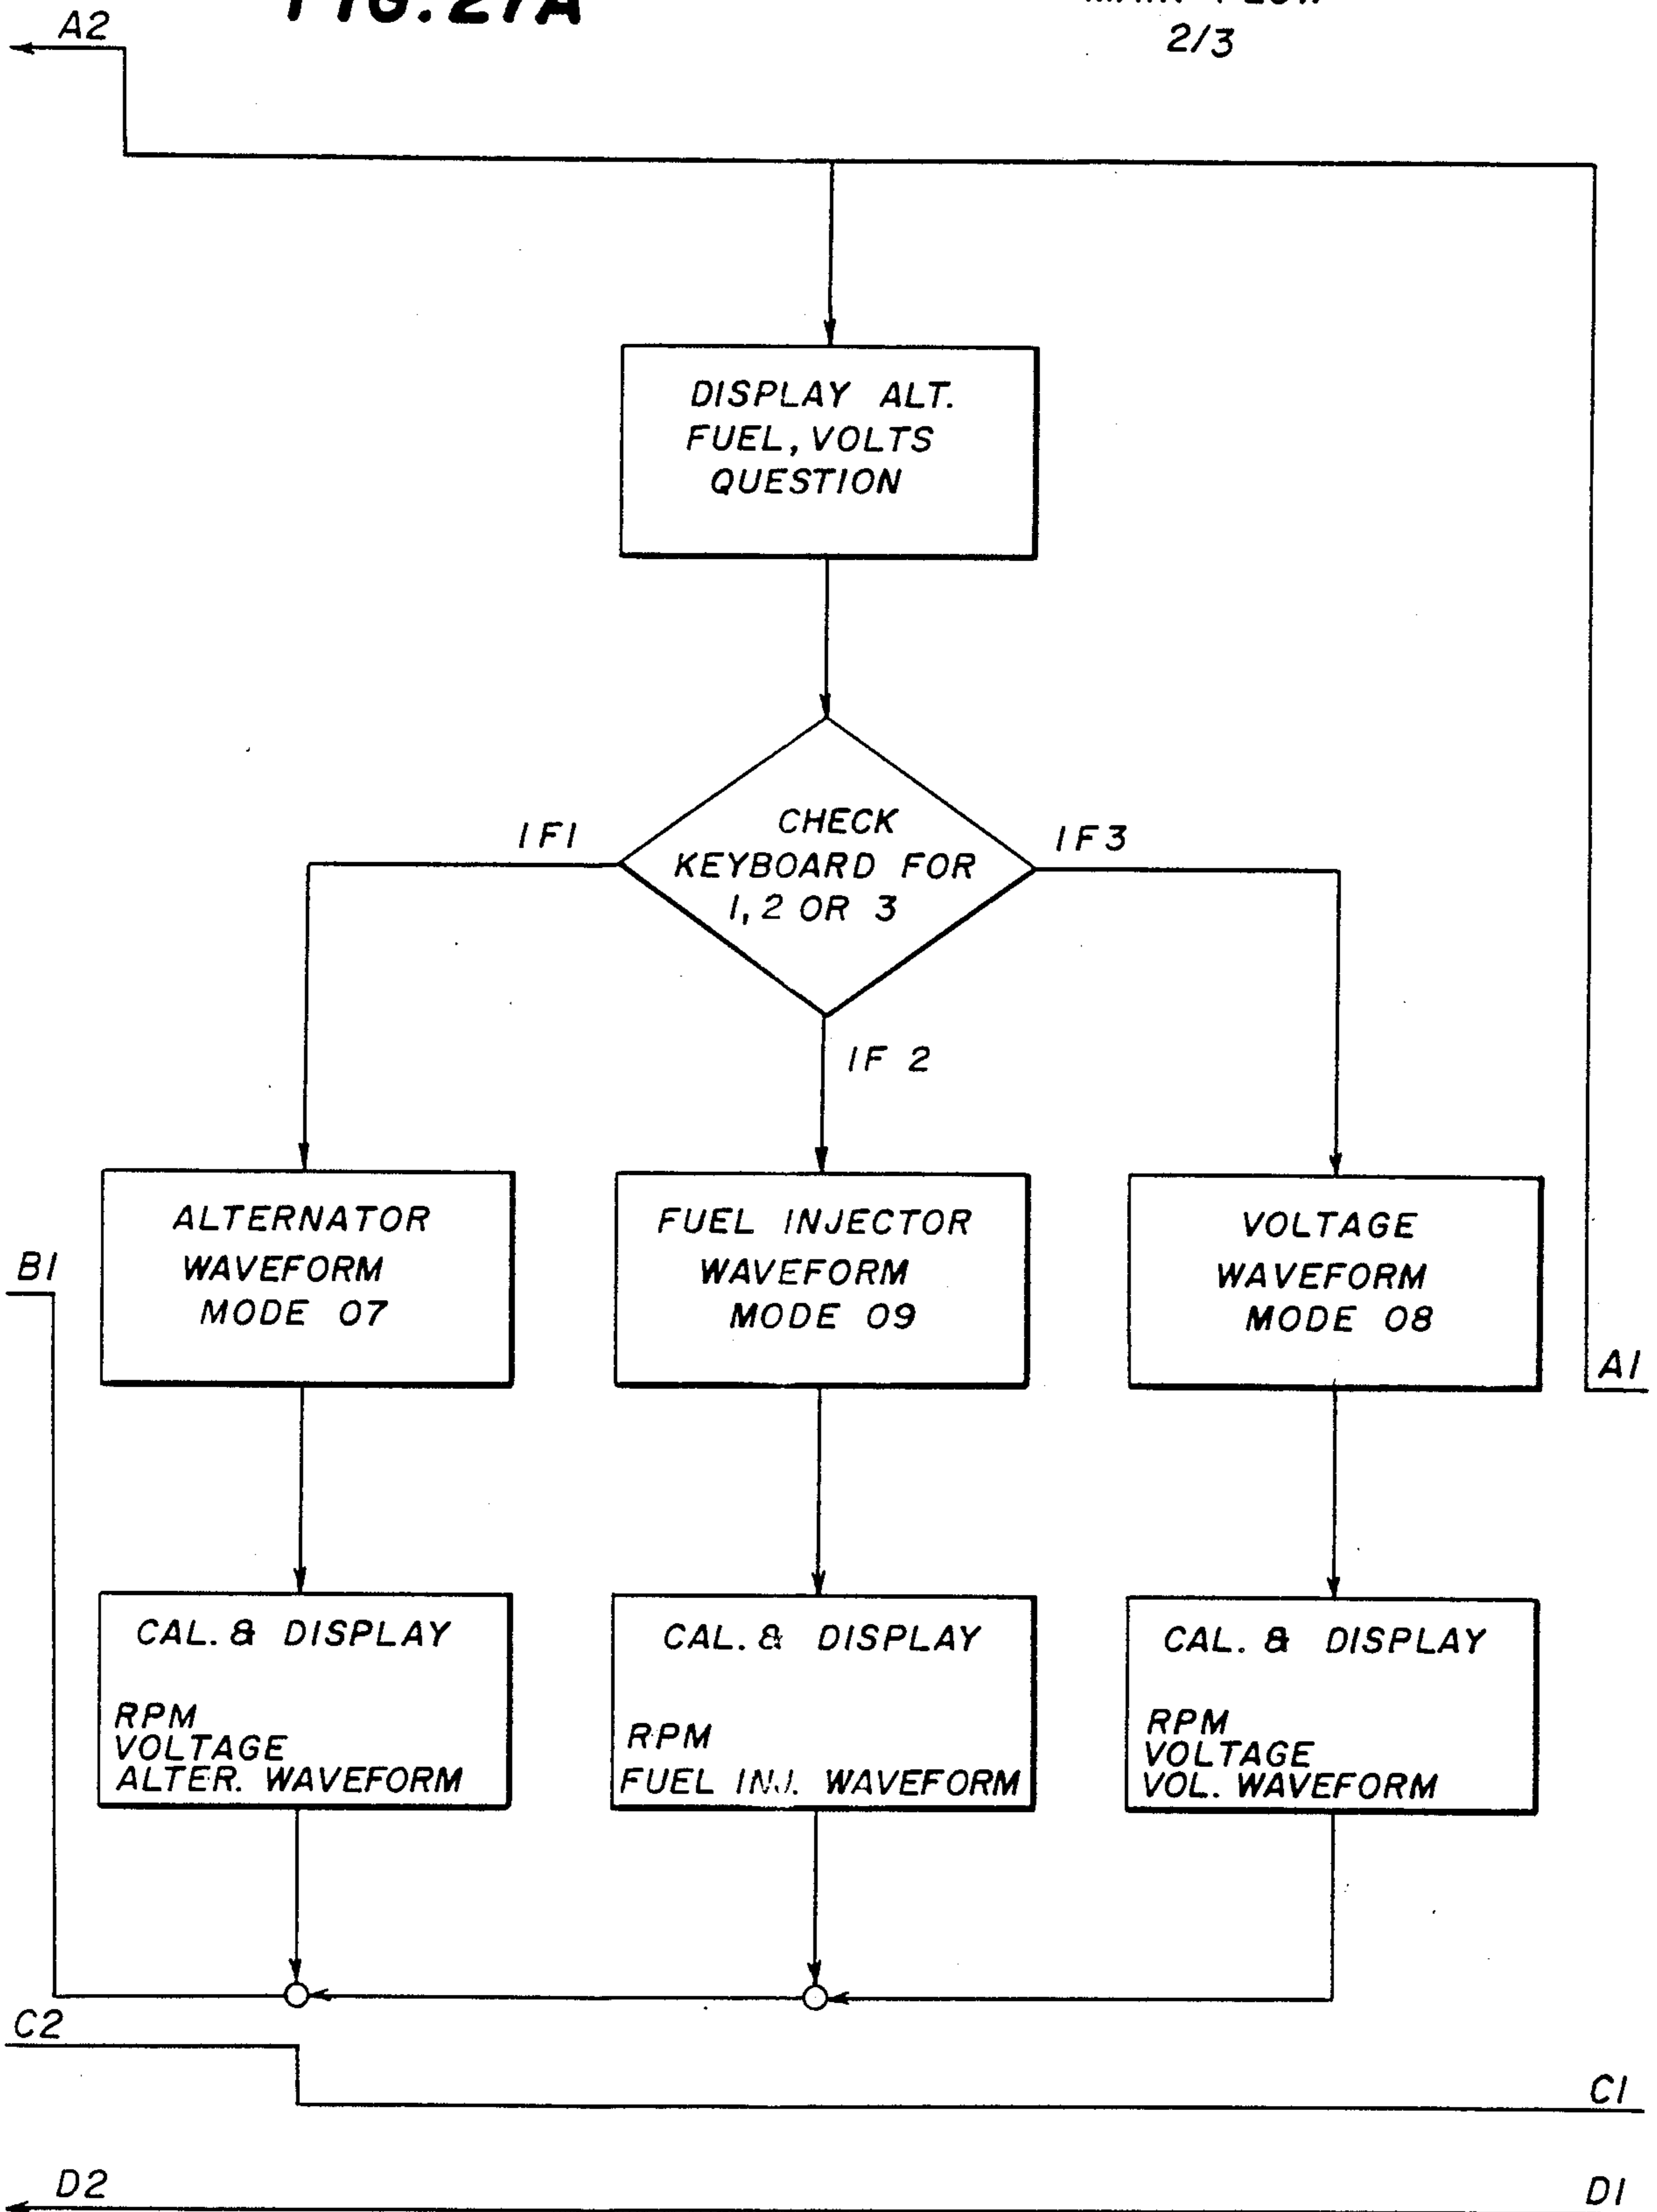 FIG. 27A
2/3
A2
DISPLAY ALT.
FUEL, VOLTS
QUESTION
CHECK
KEYBOARD FOR
1, 2 OR 3
IF1
IF3
IF 2
ALTERNATOR
WAVEFORM
MODE 07
FUEL INJECTOR
WAVEFORM
MODE 09
VOLTAGE
WAVEFORM
MODE 08
B1
A1
CAL. & DISPLAY
RPM
VOLTAGE
ALTER. WAVEFORM
CAL. & DISPLAY
RPM
FUEL INJ. WAVEFORM
CAL. & DISPLAY
RPM
VOLTAGE
VOL. WAVEFORM
C2
C1
D2
D1